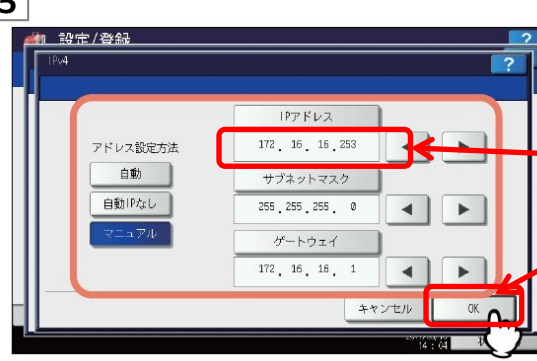 5
設定/登録
?
IPv4
?
IPアドレス
アドレス設定方法
172. 16. 16.253
自動
サブネットマスク
自動IPなし
255.255.255. 0
マニュアル
ゲートウェイ
172. 16. 16. 1
キャンセル
OK
14 : 04